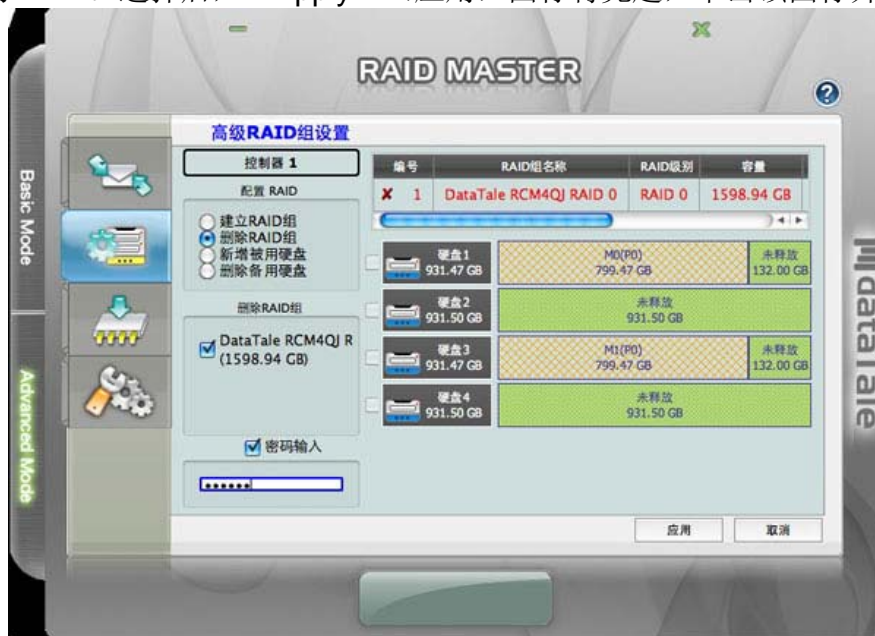 RAID MASTER
高级RAID组设置
控制器 1
配置 RAID
建立RAID组
删除RAID组
新增被用硬盘
删除备用硬盘
删除RAID组
DataTale RCM4QJ R
(1598.94 GB)
密码输入
••••••
编号 RAID组名称 RAID级别 容量
✘ 1 DataTale RCM4QJ RAID 0 RAID 0 1598.94 GB
硬盘1
931.47 GB
M0(P0)
799.47 GB
未释放
132.00 GB
硬盘2
931.50 GB
未释放
931.50 GB
硬盘3
931.47 GB
M1(P0)
799.47 GB
未释放
132.00 GB
硬盘4
931.50 GB
未释放
931.50 GB
应用 取消
Basic Mode
Advanced Mode
dataTale